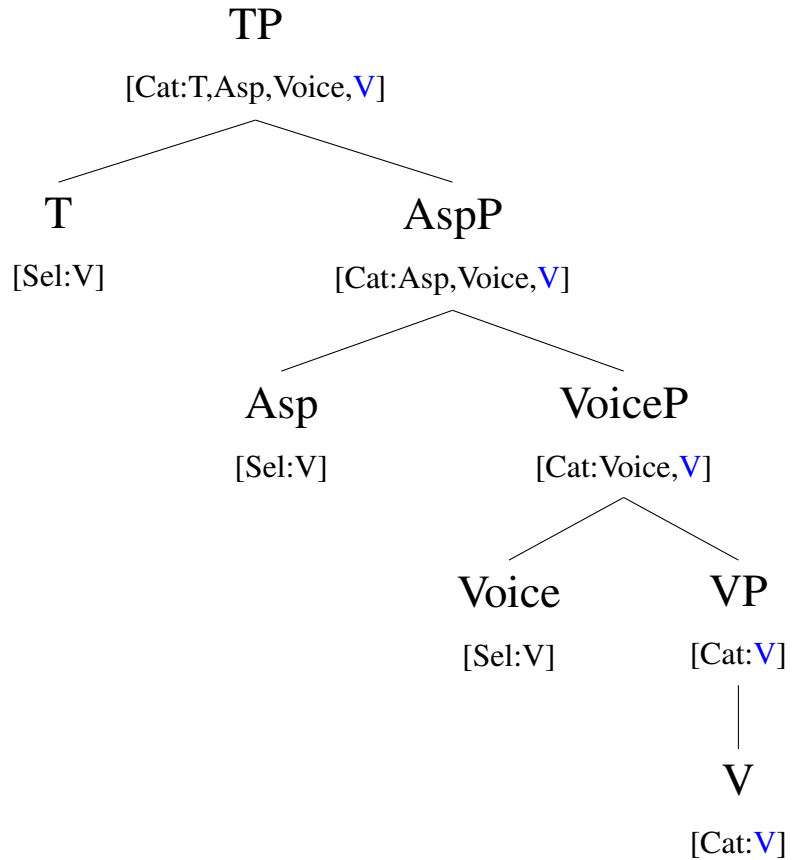 TP
[Cat:T,Asp,Voice,V]
T AspP
[Sel:V] [Cat:Asp,Voice,V]
Asp VoiceP
[Sel:V] [Cat:Voice,V]
Voice VP
[Sel:V] [Cat:V]
V
[Cat:V]